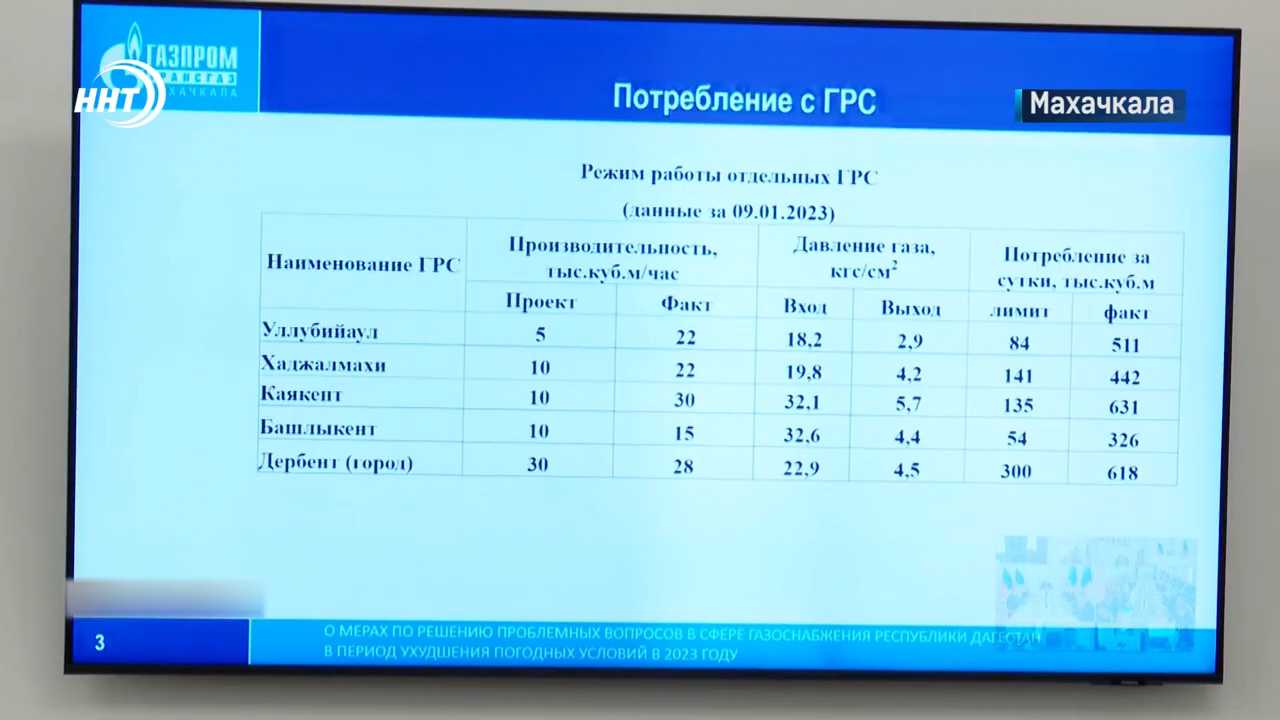 ГАЗПРОМ
ТРАНСГАЗ
МАХАЧКАЛА
ННТ
Потребление с ГРС
Махачкала
Режим работы отдельных ГРС
(данные за 09.01.2023)
Наименование ГРС Производительность, тыс.куб.м/час Давление газа, кгс/см² Потребление за сутки, тыс.куб.м
Проект Факт Вход Выход лимит факт
Уллубийаул 5 22 18,2 2,9 84 511
Хаджалмахи 10 22 19,8 4,2 141 442
Каякент 10 30 32,1 5,7 135 631
Башлыкент 10 15 32,6 4,4 54 326
Дербент (город) 30 28 22,9 4,5 300 618
3
О МЕРАХ ПО РЕШЕНИЮ ПРОБЛЕМНЫХ ВОПРОСОВ В СФЕРЕ ГАЗОСНАБЖЕНИЯ РЕСПУБЛИКИ ДАГЕСТАН
В ПЕРИОД УХУДШЕНИЯ ПОГОДНЫХ УСЛОВИЙ В 2023 ГОДУ